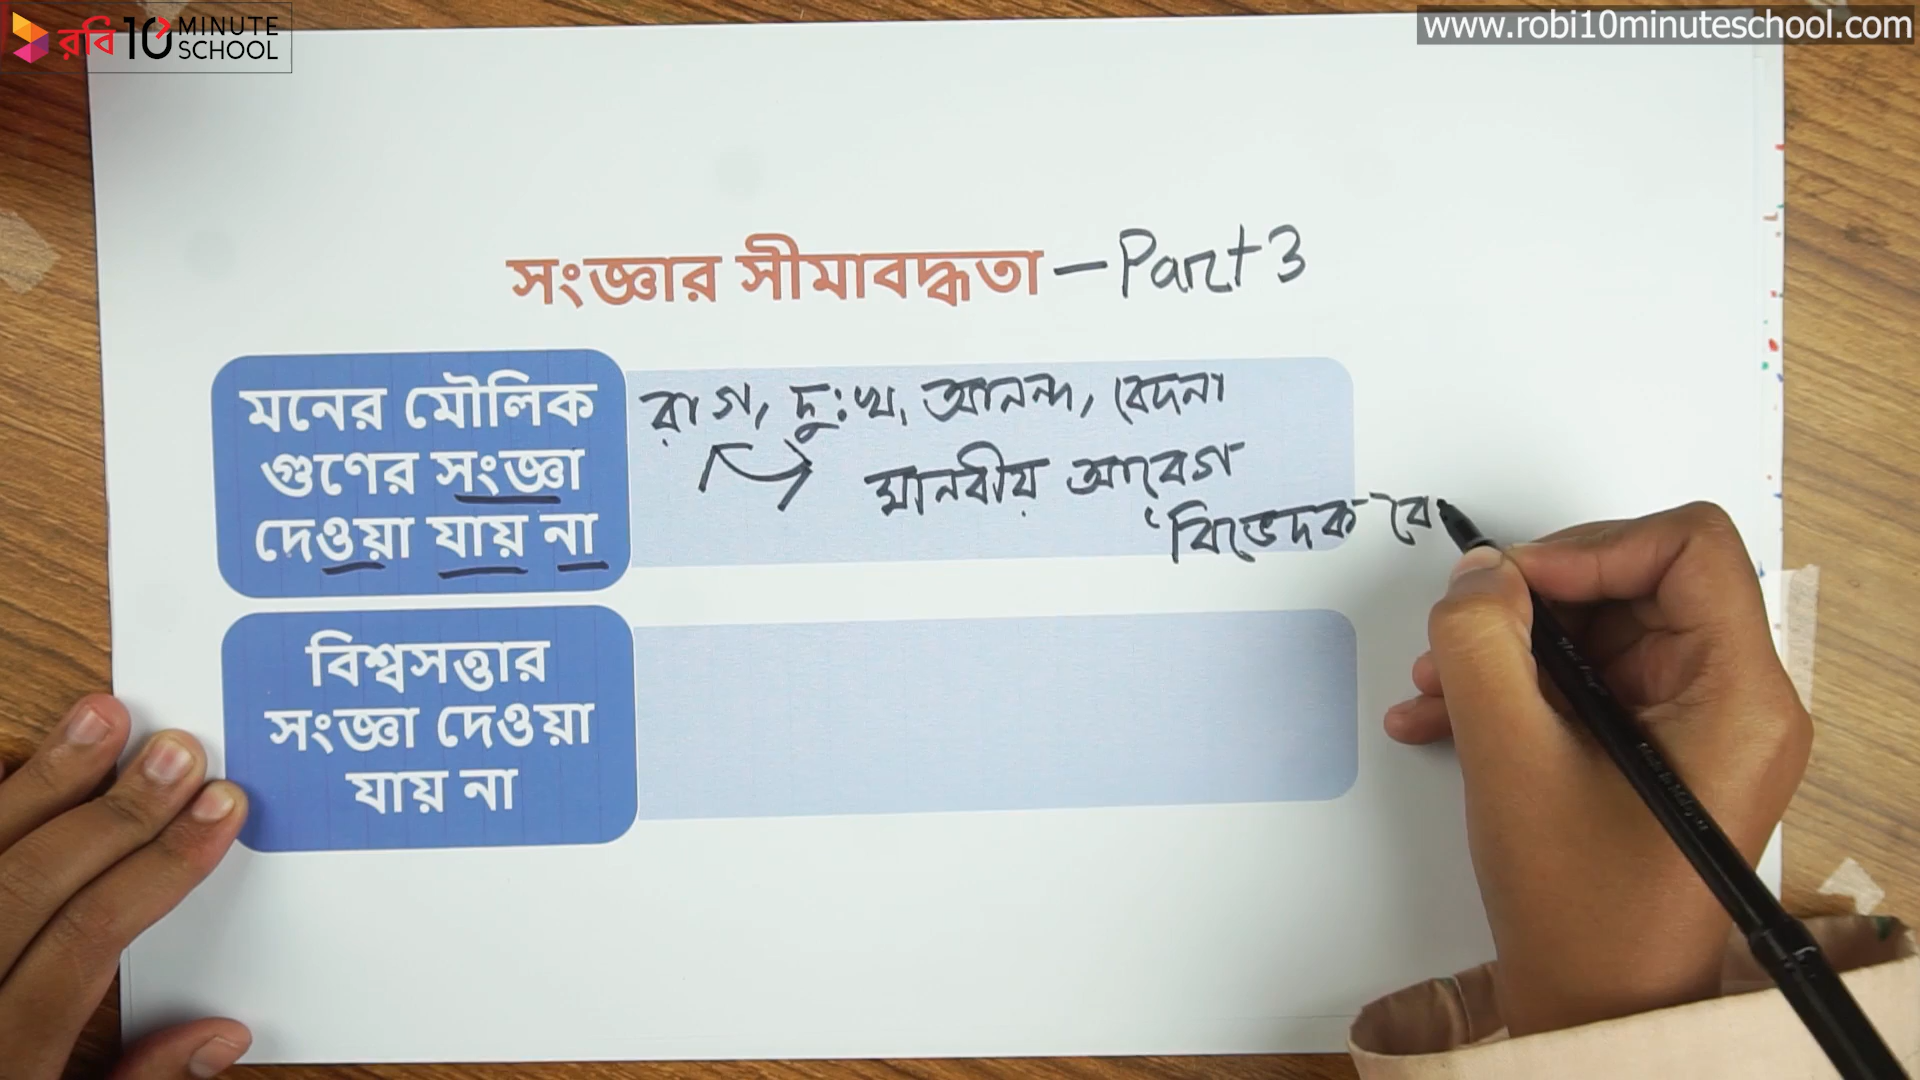 রবি 10 MINUTE SCHOOL
www.robi10minuteschool.com
সংজ্ঞার সীমাবদ্ধতা – Part 3
মনের মৌলিক
গুণের সংজ্ঞা
দেওয়া যায় না
রাগ, দুঃখ, আনন্দ, বেদনা
মানবীয় আবেগ
'বিভেদক বৈ
বিশ্বসত্তার
সংজ্ঞা দেওয়া
যায় না